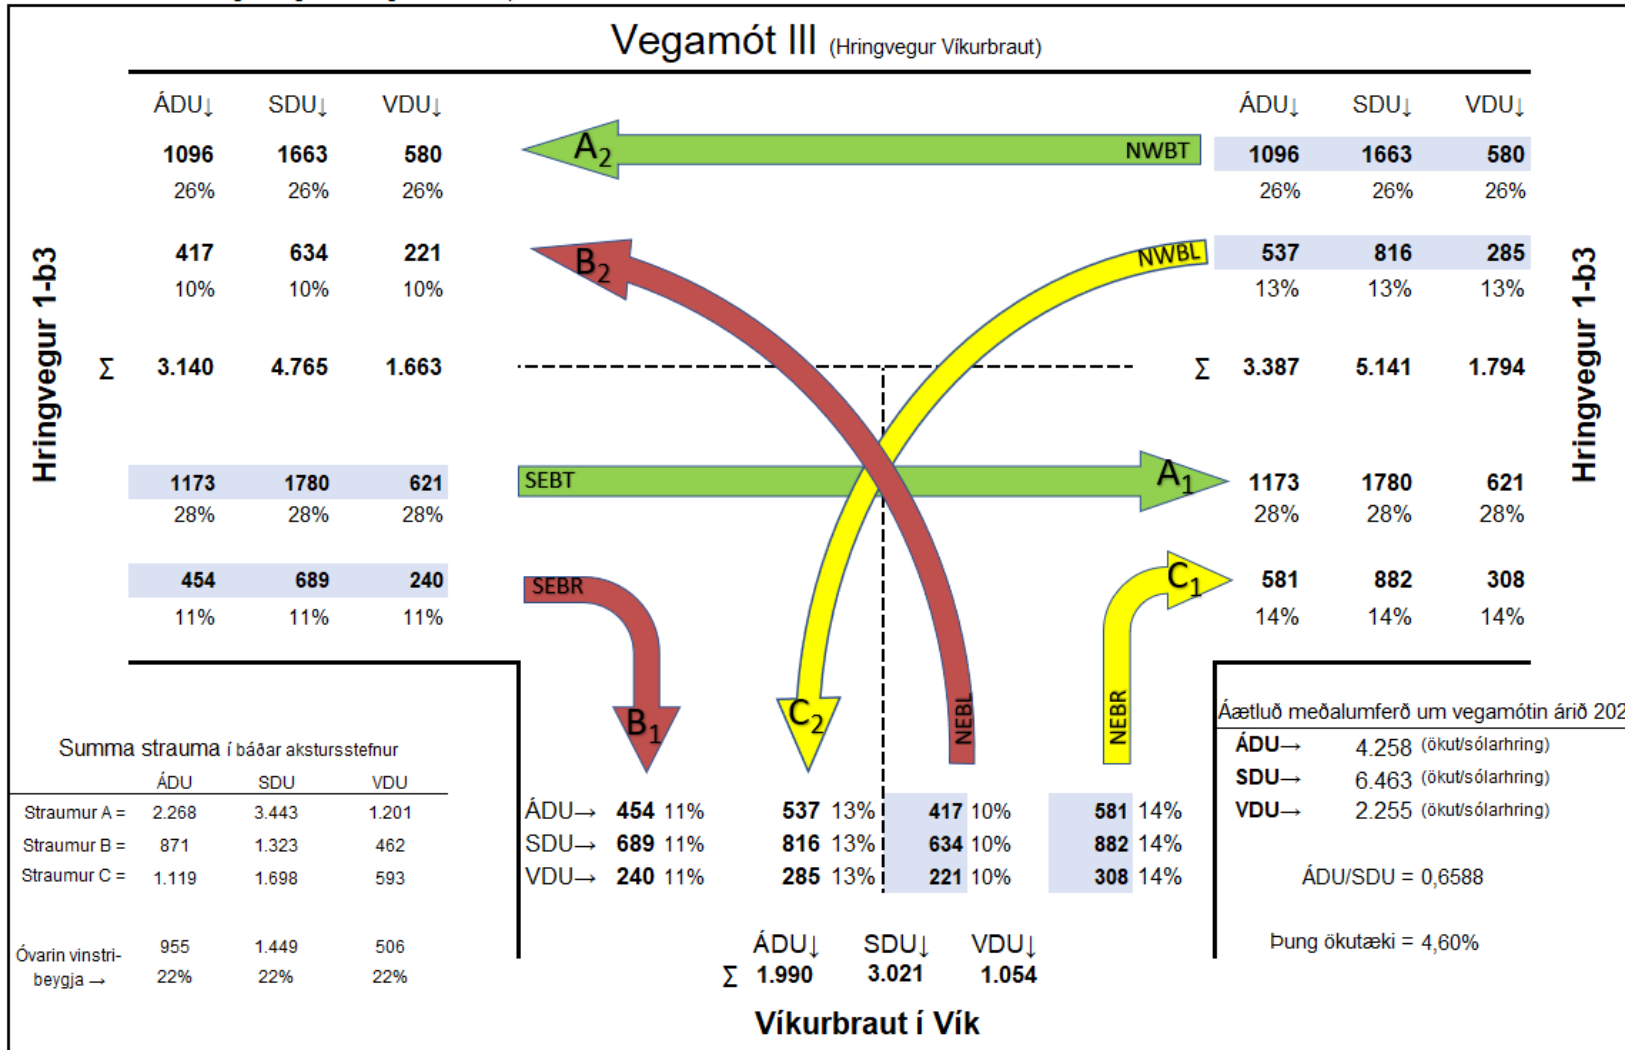 Vegamót III (Hringvegur Víkurbraut)
ÁDU↓ SDU↓ VDU↓
1096 1663 580
26% 26% 26%
417 634 221
10% 10% 10%
Σ 3.140 4.765 1.663
1173 1780 621
28% 28% 28%
454 689 240
11% 11% 11%
Hringvegur 1-b3
A2 NWBT
B2 NWBL
SEBT A1
SEBR C1
B1 C2 NEBL NEBR
ÁDU↓ SDU↓ VDU↓
1096 1663 580
26% 26% 26%
537 816 285
13% 13% 13%
Σ 3.387 5.141 1.794
1173 1780 621
28% 28% 28%
581 882 308
14% 14% 14%
Hringvegur 1-b3
Summa strauma í báðar akstursstefnur
ÁDU SDU VDU
Straumur A = 2.268 3.443 1.201
Straumur B = 871 1.323 462
Straumur C = 1.119 1.698 593
Óvarin vinstri-
beygja →
955 1.449 506
22% 22% 22%
ÁDU→ 454 11% 537 13% 417 10% 581 14%
SDU→ 689 11% 816 13% 634 10% 882 14%
VDU→ 240 11% 285 13% 221 10% 308 14%
ÁDU↓ SDU↓ VDU↓
Σ 1.990 3.021 1.054
Víkurbraut í Vík
Áætluð meðalumferð um vegamótin árið 202
ÁDU→ 4.258 (ökut/sólarhring)
SDU→ 6.463 (ökut/sólarhring)
VDU→ 2.255 (ökut/sólarhring)
ÁDU/SDU = 0,6588
Þung ökutæki = 4,60%